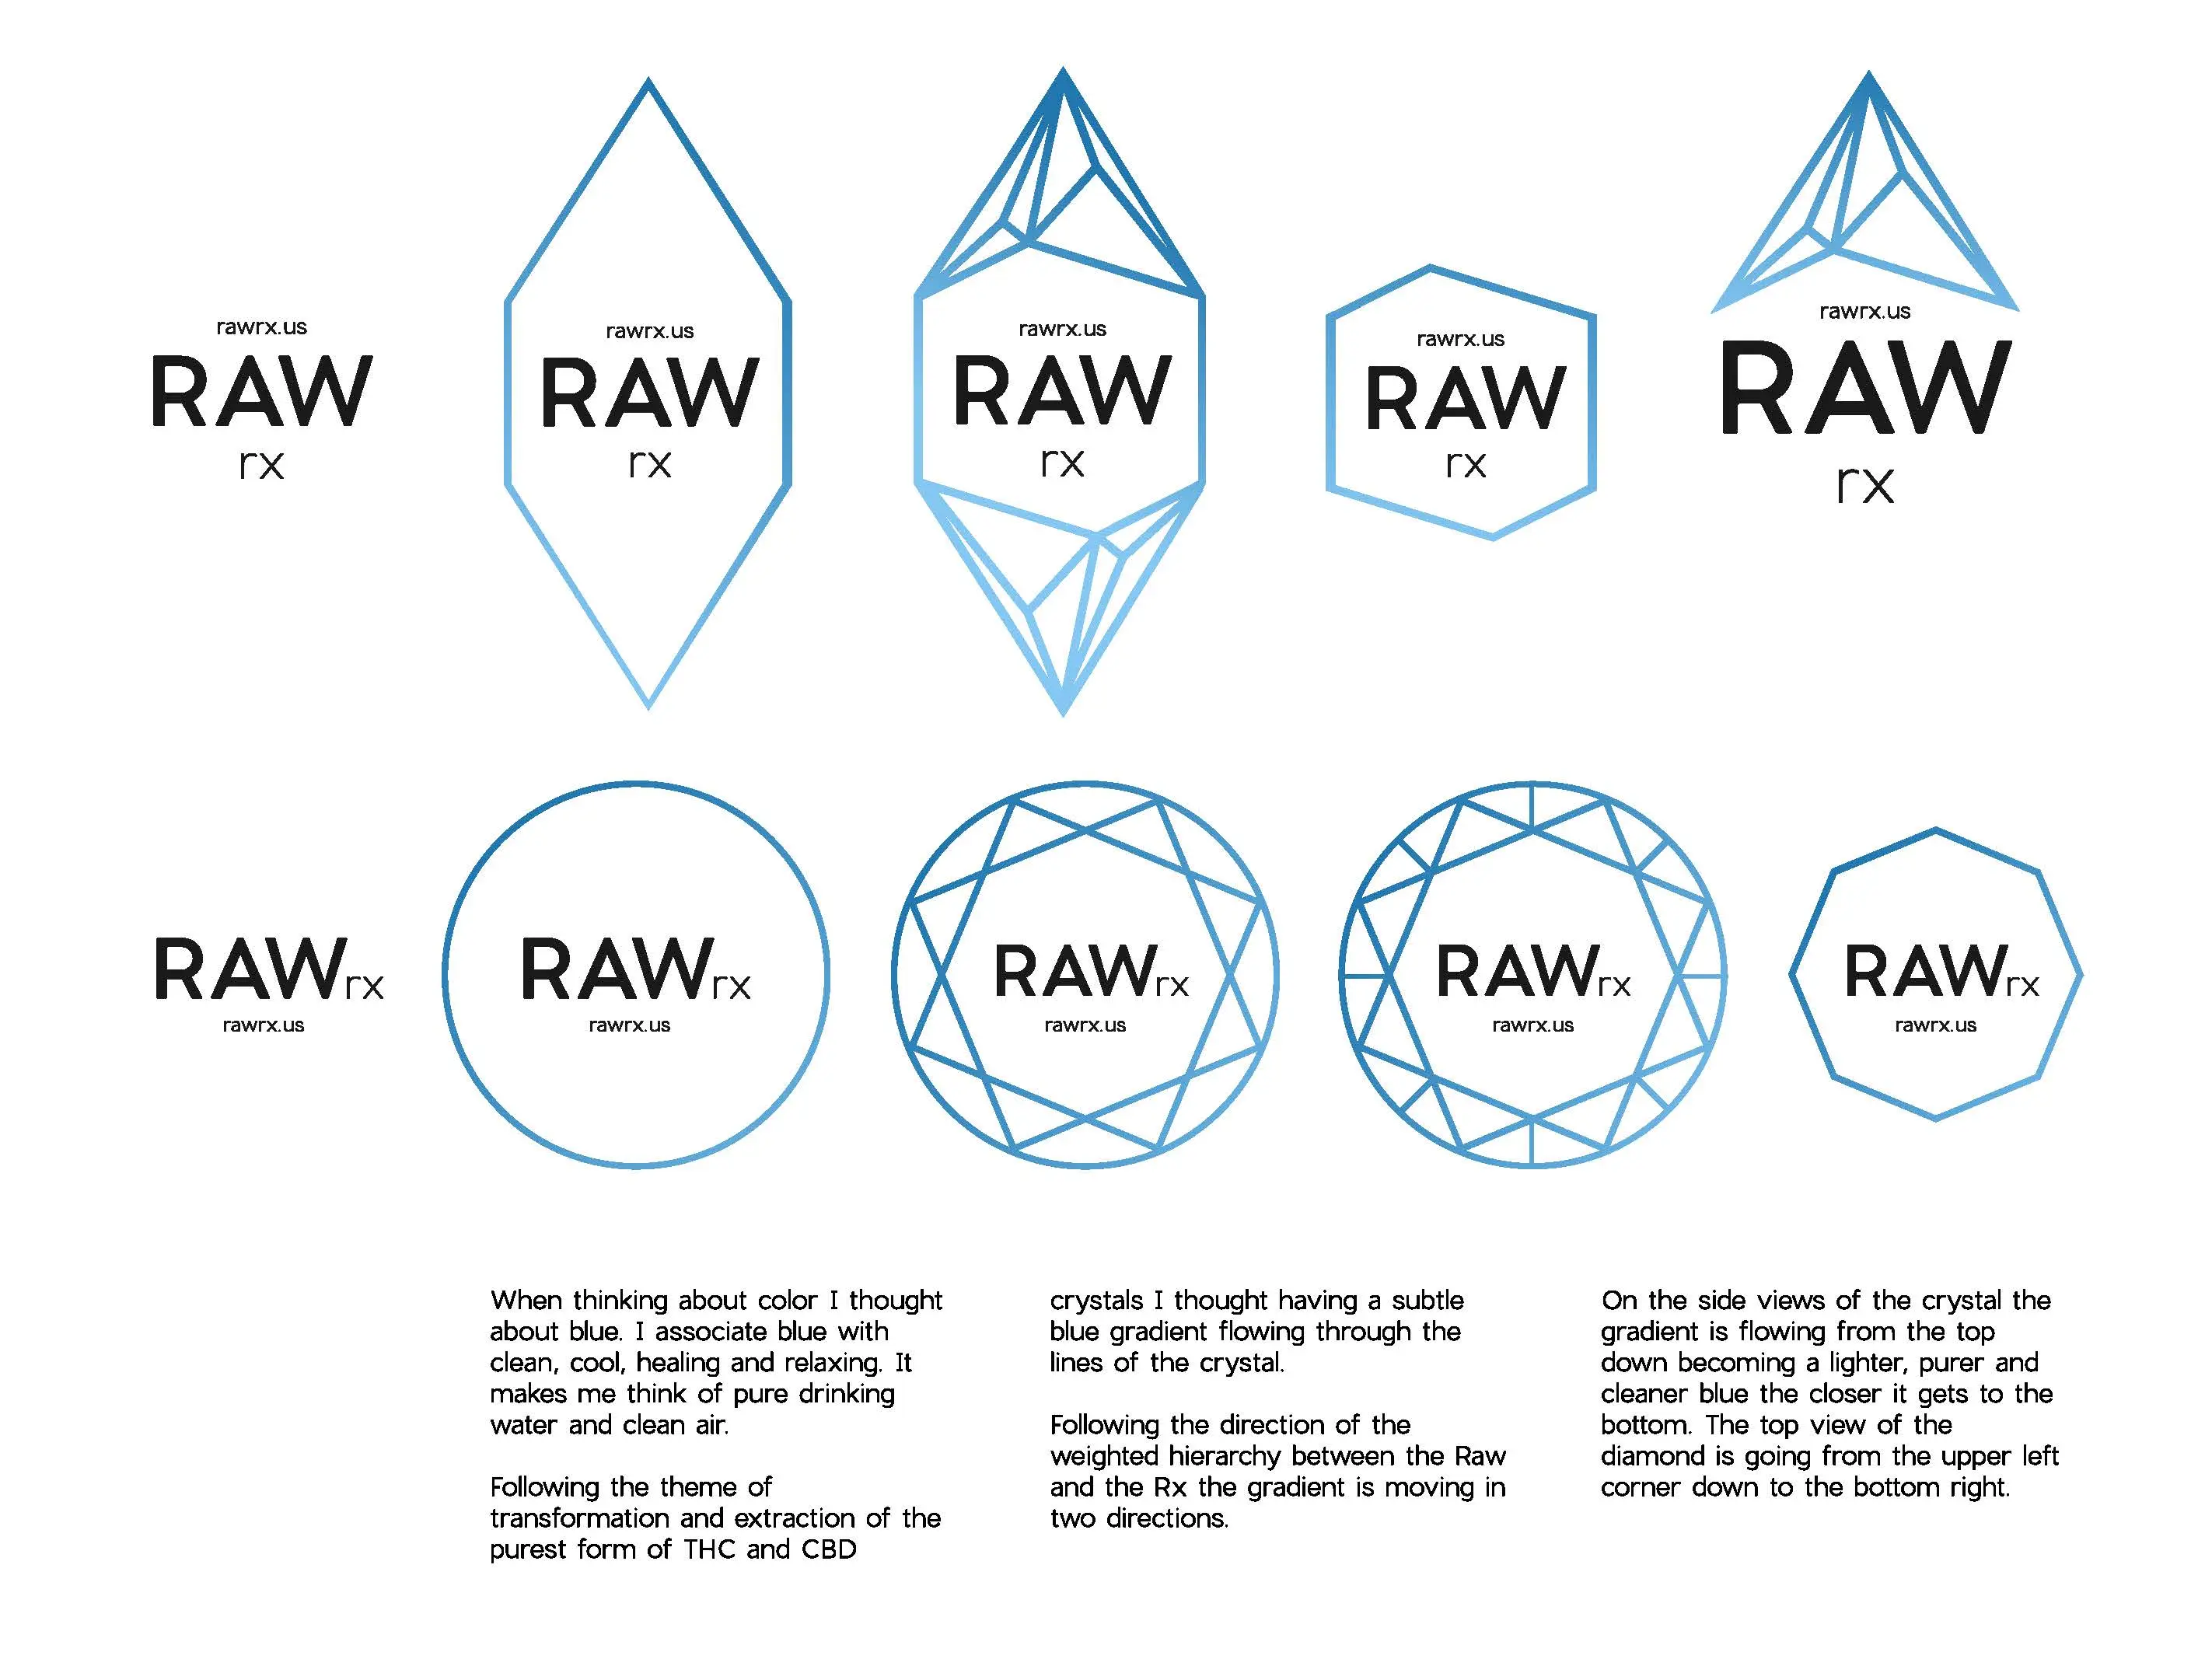 rawrx.us
RAW
rx
rawrx.us
RAW
rx
rawrx.us
RAW
rx
rawrx.us
RAW
rx
rawrx.us
RAW
rx
RAWrx
rawrx.us
RAWrx
rawrx.us
RAWrx
rawrx.us
RAWrx
rawrx.us
RAWrx
rawrx.us
When thinking about color I thought
about blue. I associate blue with
clean, cool, healing and relaxing. It
makes me think of pure drinking
water and clean air.
Following the theme of
transformation and extraction of the
purest form of THC and CBD
crystals I thought having a subtle
blue gradient flowing through the
lines of the crystal.
Following the direction of the
weighted hierarchy between the Raw
and the Rx the gradient is moving in
two directions.
On the side views of the crystal the
gradient is flowing from the top
down becoming a lighter, purer and
cleaner blue the closer it gets to the
bottom. The top view of the
diamond is going from the upper left
corner down to the bottom right.